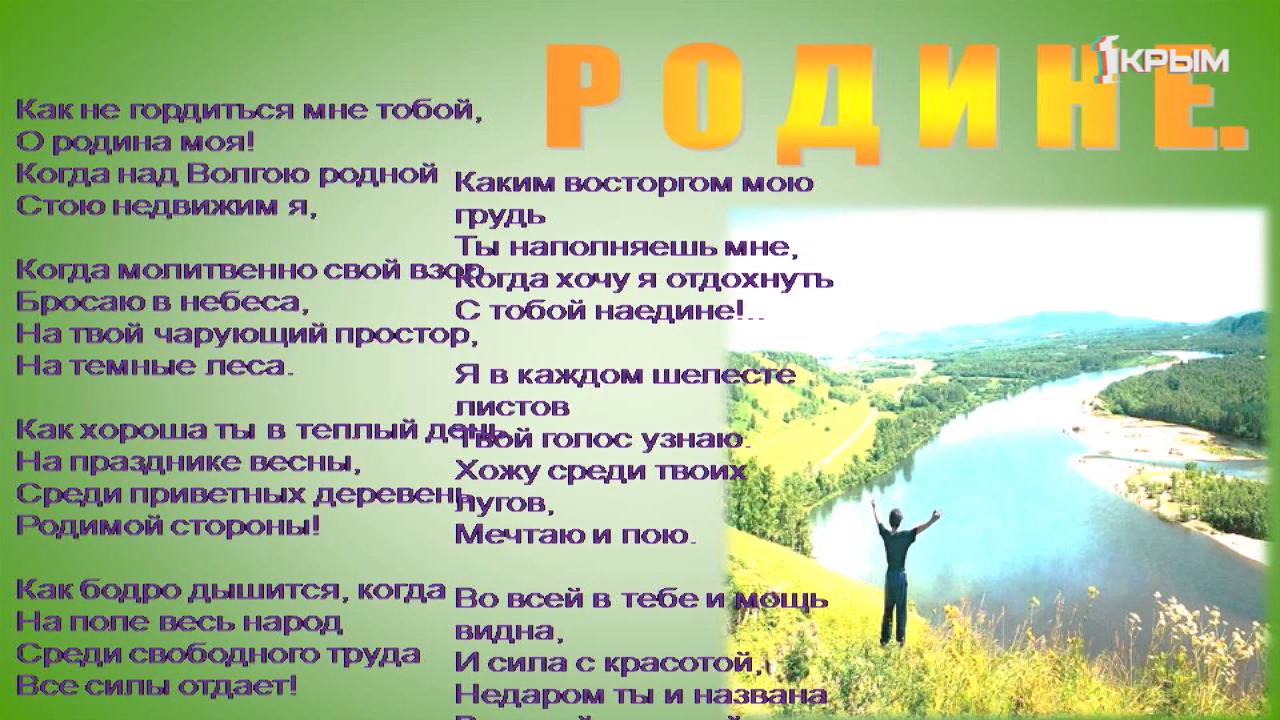 РОДИНЕ.
1КРЫМ
Как не гордиться мне тобой,
О родина моя!
Когда над Волгою родной
Стою недвижим я,
Когда молитвенно свой взор
Бросаю в небеса,
На твой чарующий простор,
На темные леса.
Как хороша ты в теплый день
На празднике весны,
Среди приветных деревень
Родимой стороны!
Как бодро дышится, когда
На поле весь народ
Среди свободного труда
Все силы отдает!
Каким восторгом мою
грудь
Ты наполняешь мне,
Когда хочу я отдохнуть
С тобой наедине!..
Я в каждом шелесте
листов
Твой голос узнаю.
Хожу среди твоих
лугов,
Мечтаю и пою.
Во всей в тебе и мощь
видна,
И сила с красотой,
Недаром ты и названа